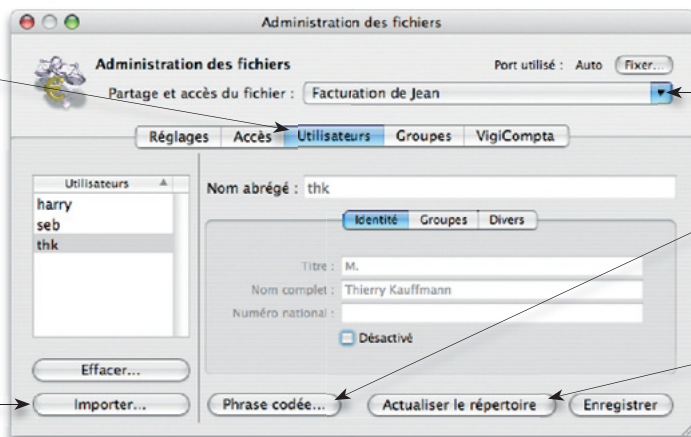 Administration des fichiers
Administration des fichiers
Port utilisé : Auto Fixer...
Partage et accès du fichier : Facturation de Jean
Réglages Accès Utilisateurs Groupes VigiCompta
Utilisateurs
harry
seb
thk
Nom abrégé : thk
Identité Groupes Divers
Titre : M.
Nom complet : Thierry Kauffmann
Numéro national :
Désactivé
Effacer...
Importer...
Phrase codée...
Actualiser le répertoire
Enregistrer